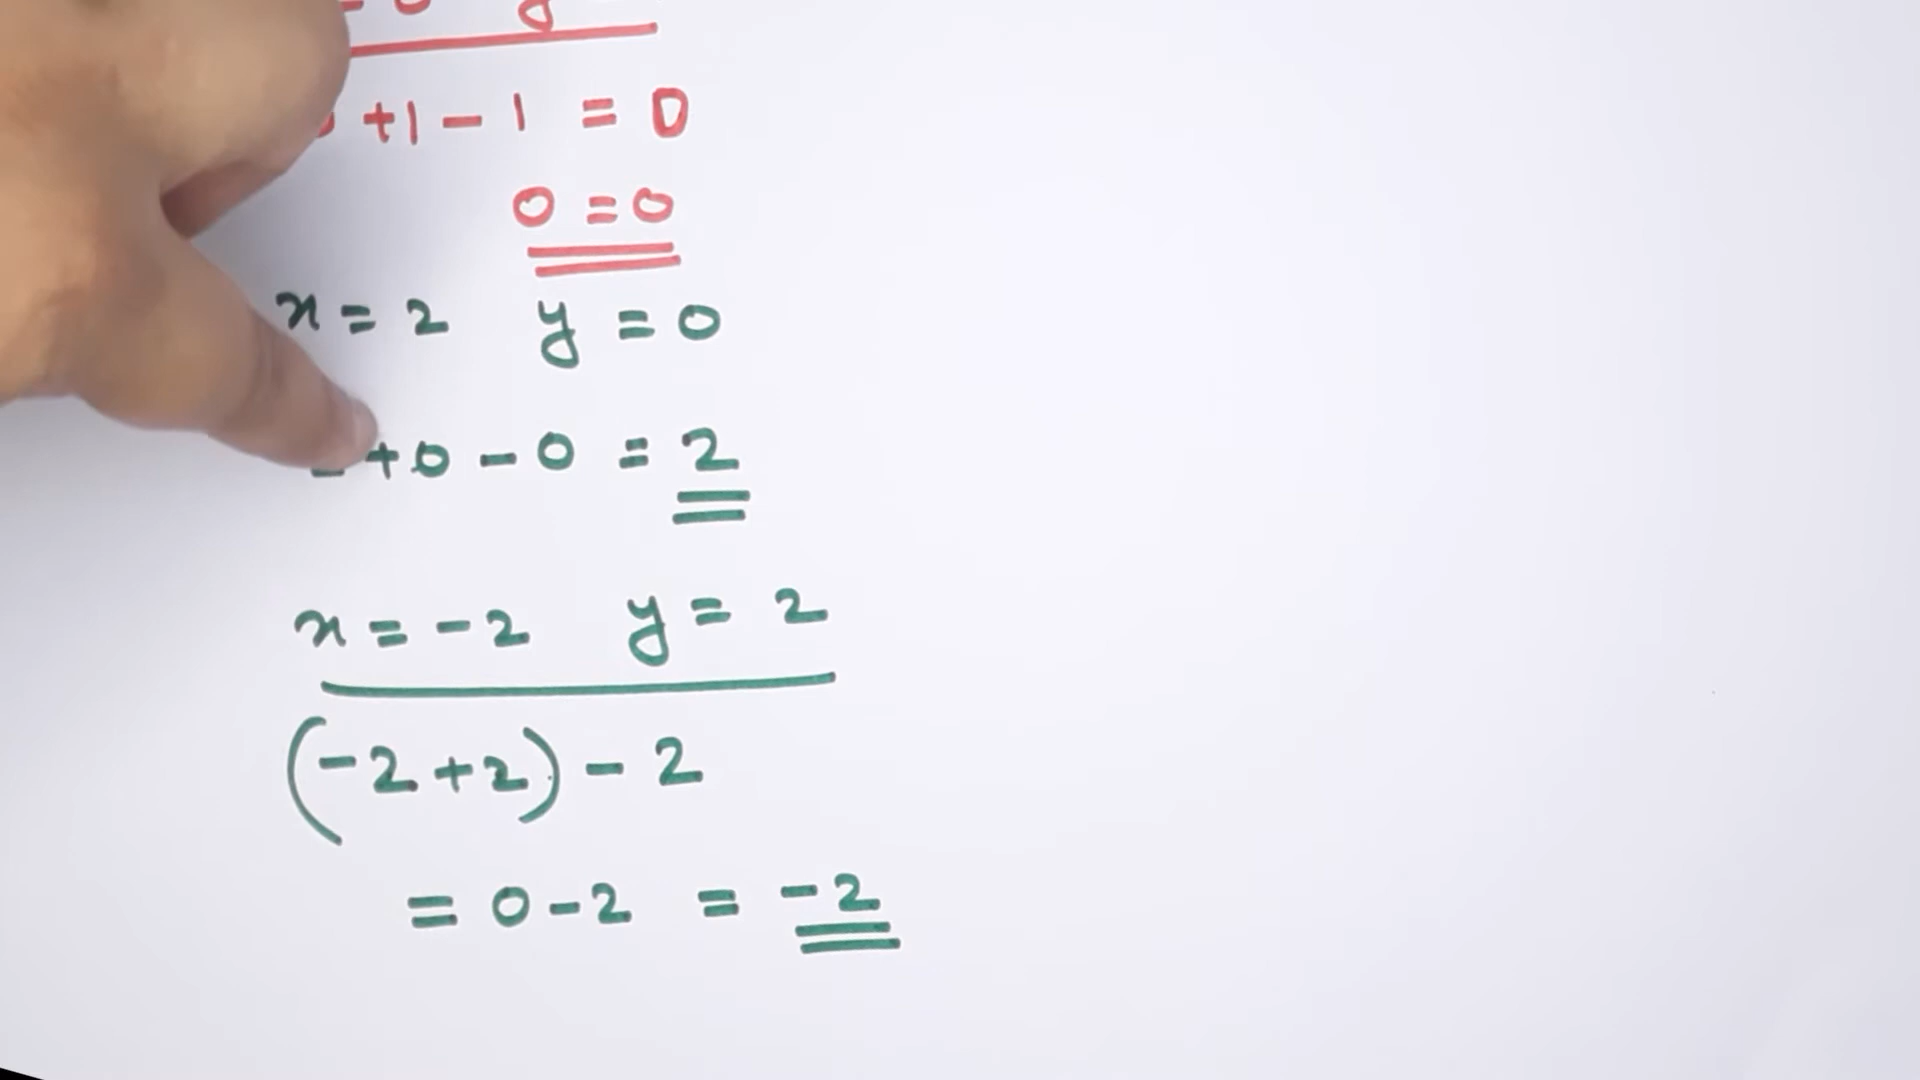 +1 - 1 = 0
0 = 0
x = 2 y = 0
+0 - 0 = 2
x = -2 y = 2
(-2+2) - 2
= 0 - 2 = -2